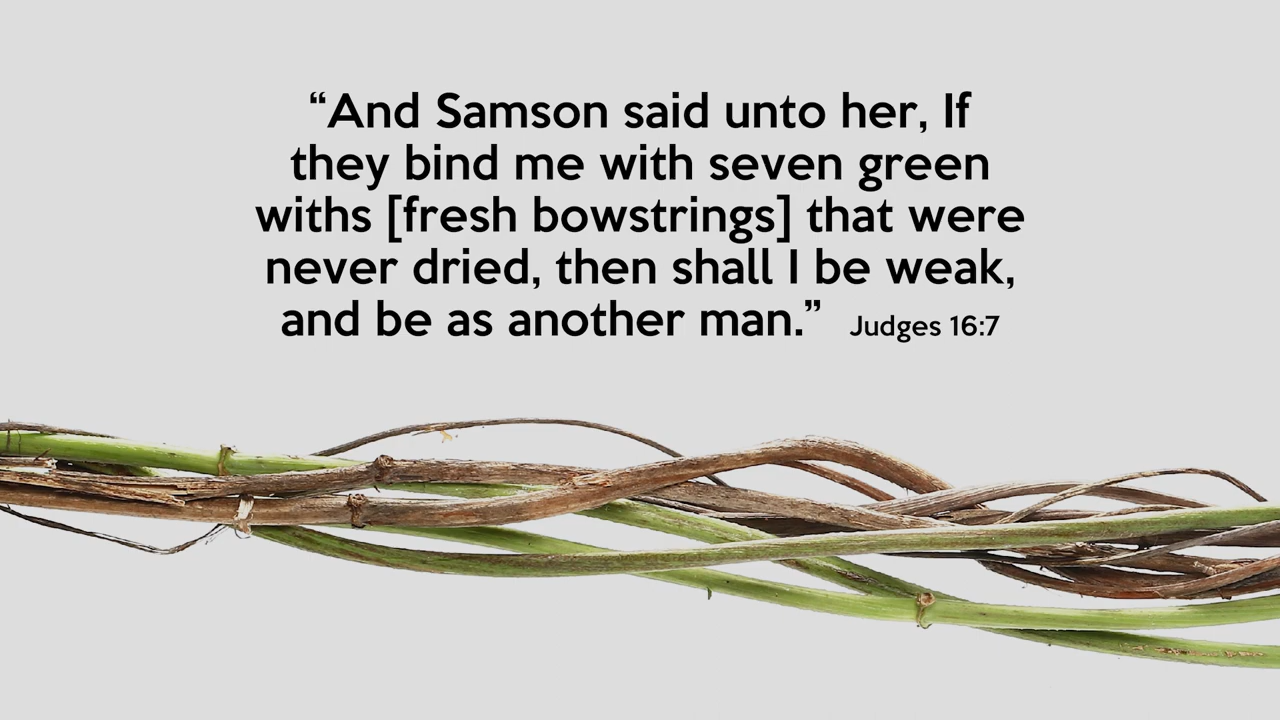 “And Samson said unto her, If
they bind me with seven green
withs [fresh bowstrings] that were
never dried, then shall I be weak,
and be as another man.” Judges 16:7